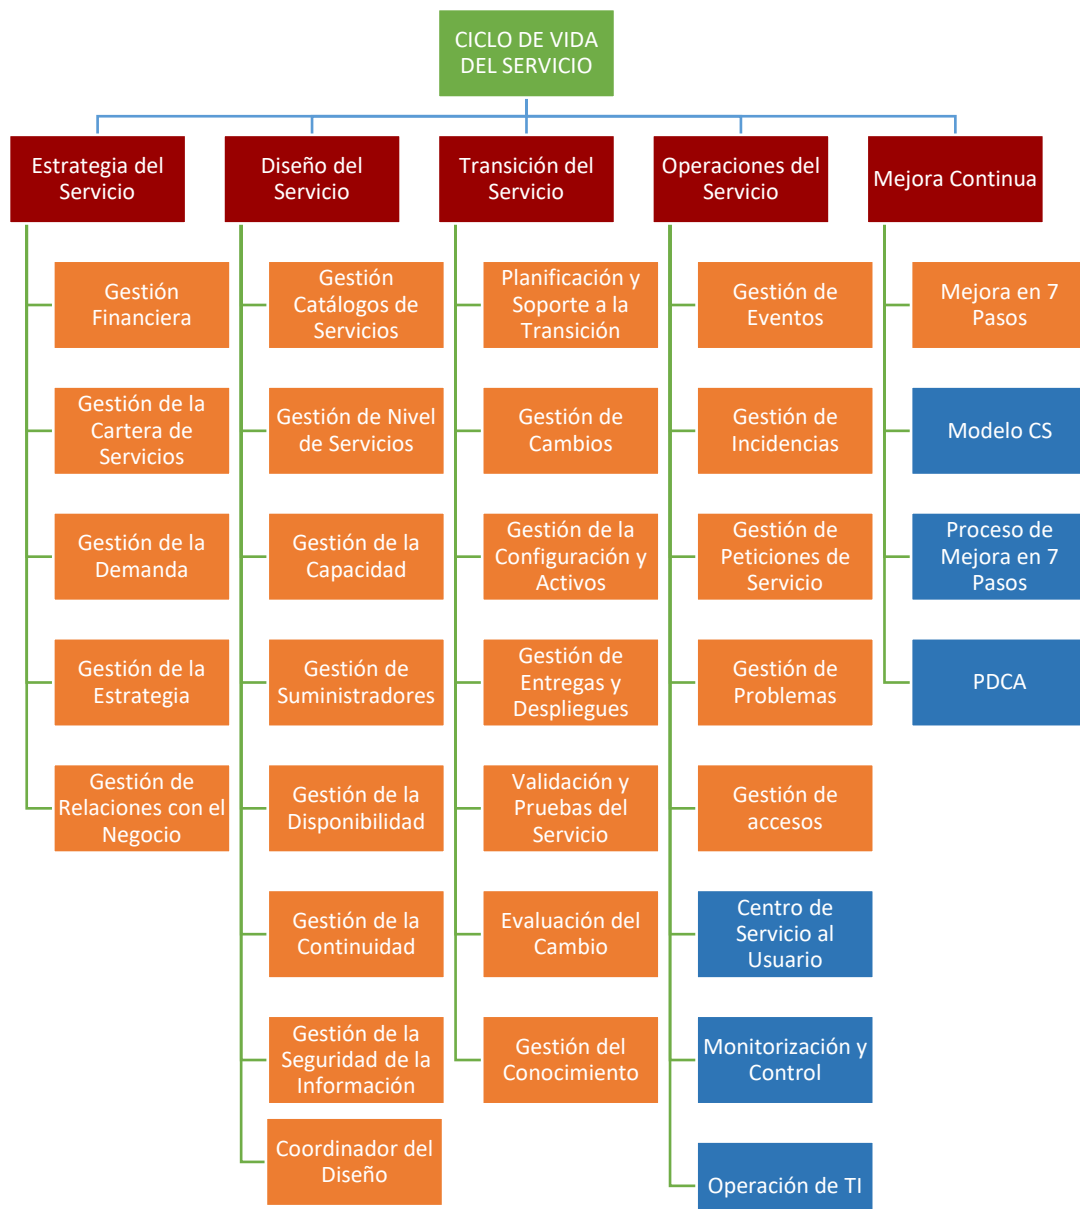 CICLO DE VIDA
DEL SERVICIO
Estrategia del
Servicio
Diseño del
Servicio
Transición del
Servicio
Operaciones del
Servicio
Mejora Continua
Gestión
Financiera
Gestión de la
Cartera de
Servicios
Gestión de la
Demanda
Gestión de la
Estrategia
Gestión de
Relaciones con el
Negocio
Gestión
Catálogos de
Servicios
Gestión de Nivel
de Servicios
Gestión de la
Capacidad
Gestión de
Suministradores
Gestión de la
Disponibilidad
Gestión de la
Continuidad
Gestión de la
Seguridad de la
Información
Coordinador del
Diseño
Planificación y
Soporte a la
Transición
Gestión de
Cambios
Gestión de la
Configuración y
Activos
Gestión de
Entregas y
Despliegues
Validación y
Pruebas del
Servicio
Evaluación del
Cambio
Gestión del
Conocimiento
Gestión de
Eventos
Gestión de
Incidencias
Gestión de
Peticiones de
Servicio
Gestión de
Problemas
Gestión de
accesos
Centro de
Servicio al
Usuario
Monitorización y
Control
Operación de TI
Mejora en 7
Pasos
Modelo CS
Proceso de
Mejora en 7
Pasos
PDCA